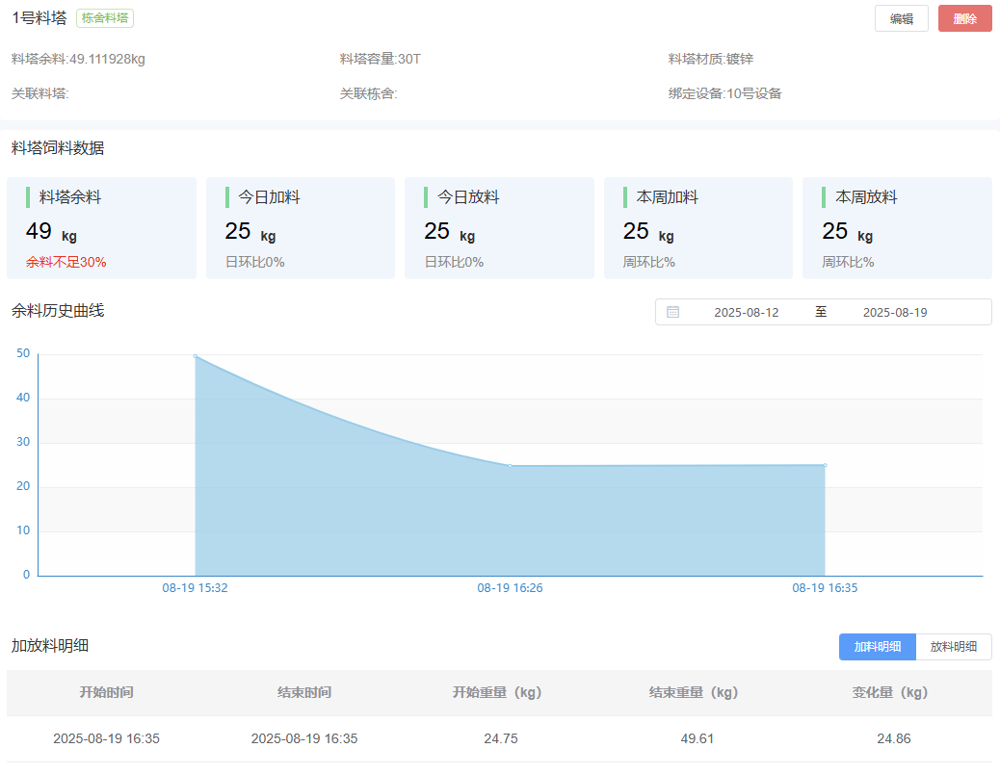 1号料塔 栋舍料塔 编辑 删除
料塔余料:49.111928kg 料塔容量:30T 料塔材质:镀锌
关联料塔: 关联栋舍: 绑定设备:10号设备
料塔饲料数据
料塔余料 今日加料 今日放料 本周加料 本周放料
49 kg 25 kg 25 kg 25 kg 25 kg
余料不足30% 日环比0% 日环比0% 周环比% 周环比%
余料历史曲线 2025-08-12 至 2025-08-19
50
40
30
20
10
0
08-19 15:32 08-19 16:26 08-19 16:35
加放料明细 加料明细 放料明细
开始时间 结束时间 开始重量（kg） 结束重量（kg） 变化量（kg）
2025-08-19 16:35 2025-08-19 16:35 24.75 49.61 24.86